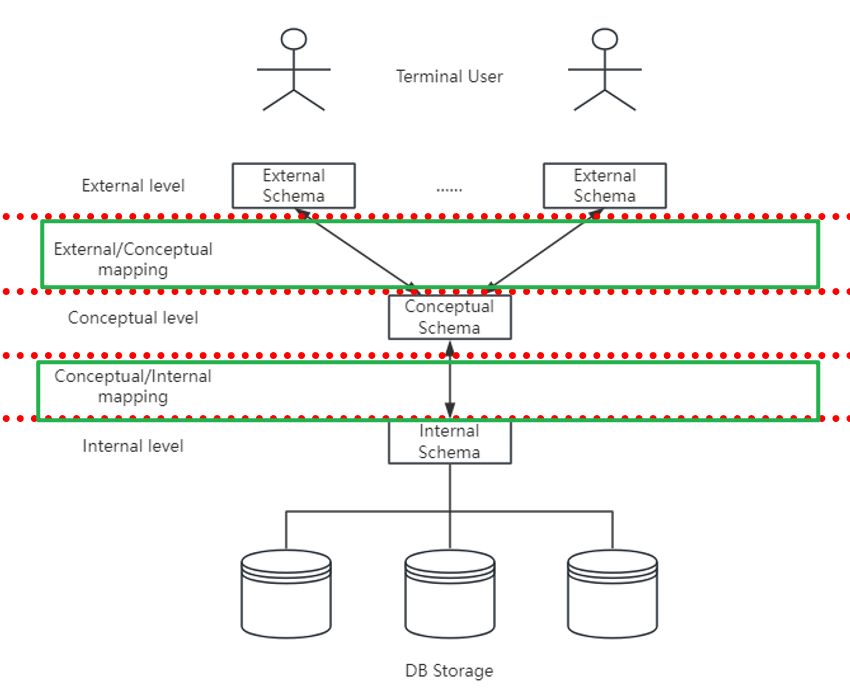 Terminal User
External level
External
Schema
......
External
Schema
External/Conceptual
mapping
Conceptual level
Conceptual
Schema
Conceptual/Internal
mapping
Internal level
Internal
Schema
DB Storage